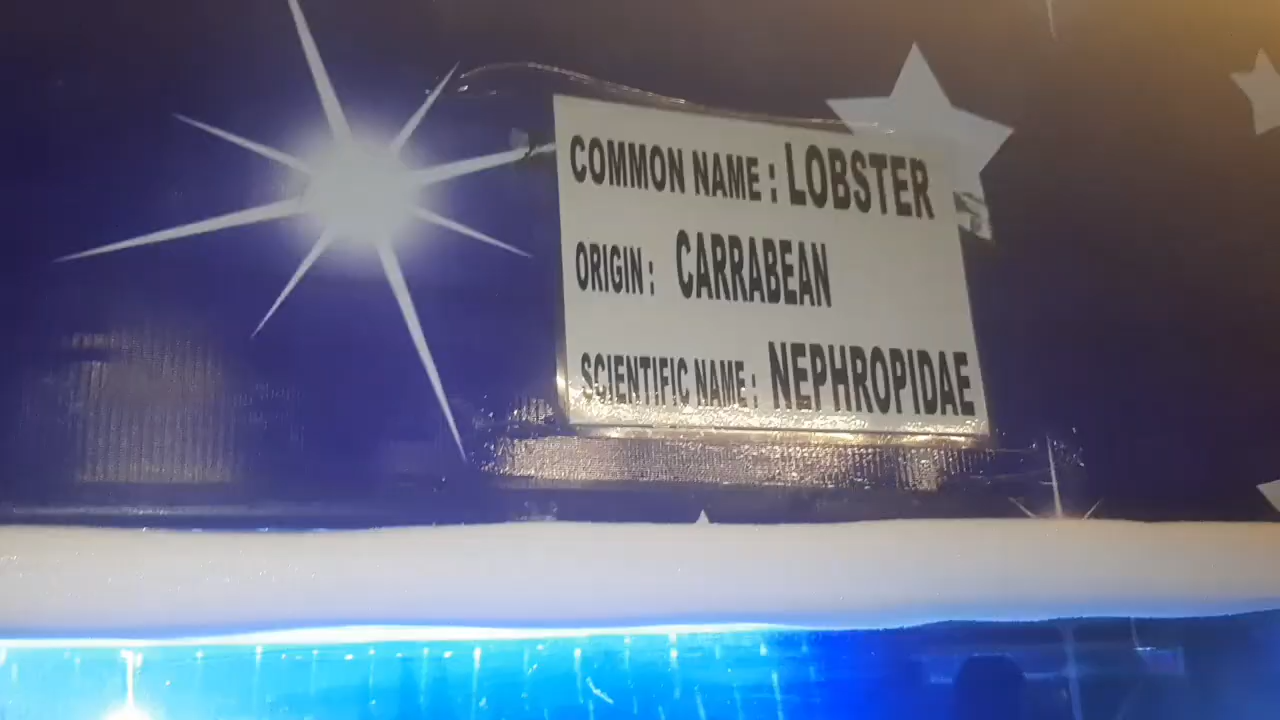 COMMON NAME : LOBSTER
ORIGIN : CARRABEAN
SCIENTIFIC NAME : NEPHROPIDAE